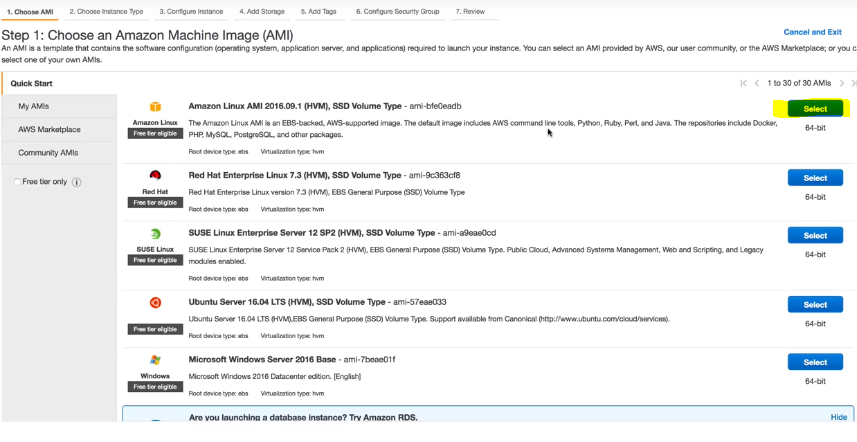 1. Choose AMI 2. Choose Instance Type 3. Configure Instance 4. Add Storage 5. Add Tags 6. Configure Security Group 7. Review
Step 1: Choose an Amazon Machine Image (AMI)
Cancel and Exit
An AMI is a template that contains the software configuration (operating system, application server, and applications) required to launch your instance. You can select an AMI provided by AWS, our user community, or the AWS Marketplace; or you c
select one of your own AMIs.
Quick Start
1 to 30 of 30 AMIs
My AMIs
AWS Marketplace
Community AMIs
Free tier only
Amazon Linux
Free tier eligible
Amazon Linux AMI 2016.09.1 (HVM), SSD Volume Type - ami-bfe0eadb
The Amazon Linux AMI is an EBS-backed, AWS-supported image. The default image includes AWS command line tools, Python, Ruby, Perl, and Java. The repositories include Docker,
PHP, MySQL, PostgreSQL, and other packages.
Root device type: ebs Virtualization type: hvm
Select
64-bit
Red Hat
Free tier eligible
Red Hat Enterprise Linux 7.3 (HVM), SSD Volume Type - ami-9c363cf8
Red Hat Enterprise Linux version 7.3 (HVM), EBS General Purpose (SSD) Volume Type
Root device type: ebs Virtualization type: hvm
Select
64-bit
SUSE Linux
Free tier eligible
SUSE Linux Enterprise Server 12 SP2 (HVM), SSD Volume Type - ami-a9eae0cd
SUSE Linux Enterprise Server 12 Service Pack 2 (HVM), EBS General Purpose (SSD) Volume Type. Public Cloud, Advanced Systems Management, Web and Scripting, and Legacy
modules enabled.
Root device type: ebs Virtualization type: hvm
Select
64-bit
Free tier eligible
Ubuntu Server 16.04 LTS (HVM), SSD Volume Type - ami-57eae033
Ubuntu Server 16.04 LTS (HVM),EBS General Purpose (SSD) Volume Type. Support available from Canonical (http://www.ubuntu.com/cloud/services).
Root device type: ebs Virtualization type: hvm
Select
64-bit
Windows
Free tier eligible
Microsoft Windows Server 2016 Base - ami-7beae01f
Microsoft Windows 2016 Datacenter edition. [English]
Root device type: ebs Virtualization type: hvm
Select
64-bit
Are you launching a database instance? Try Amazon RDS.
Hide